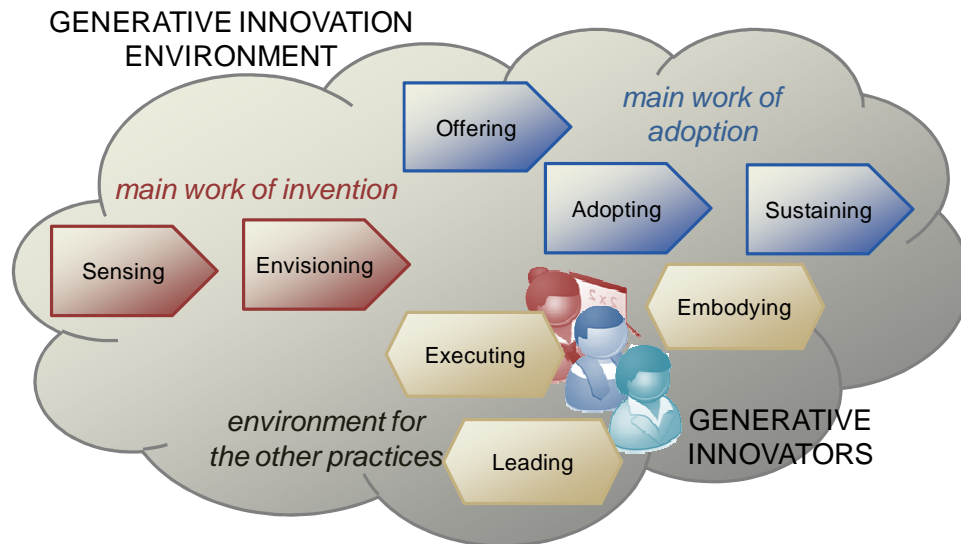 GENERATIVE INNOVATION
ENVIRONMENT
Offering
main work of
adoption
main work of invention
Adopting
Sustaining
Sensing
Envisioning
Embodying
Executing
environment for
the other practices
Leading
GENERATIVE
INNOVATORS